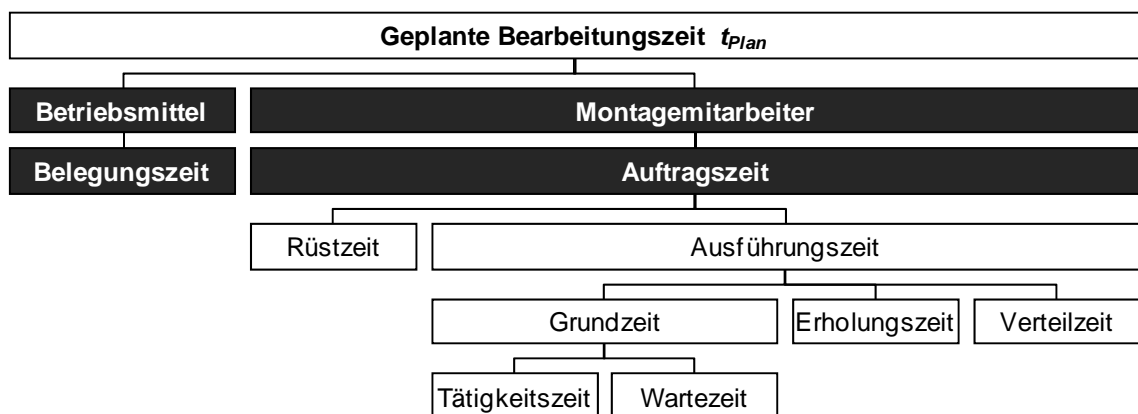 Geplante Bearbeitungszeit tPlan
Betriebsmittel
Montagemitarbeiter
Belegungszeit
Auftragszeit
Rüstzeit
Ausführungszeit
Grundzeit
Erholungszeit
Verteilzeit
Tätigkeitszeit
Wartezeit